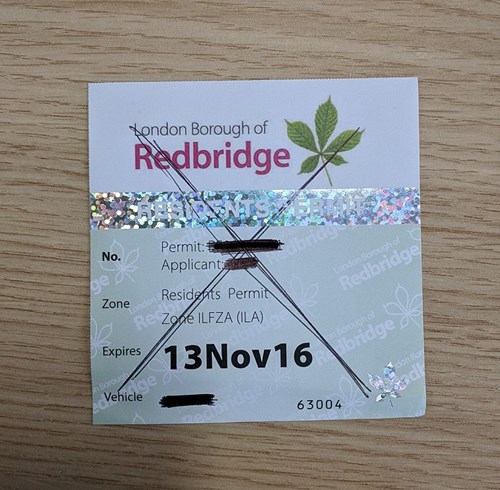 London Borough of
Redbridge
RESIDENTS PERMIT
No.
Permit:
Applicant:
Zone
Residents Permit
Zone ILFZA (ILA)
Expires
13Nov16
Vehicle
63004